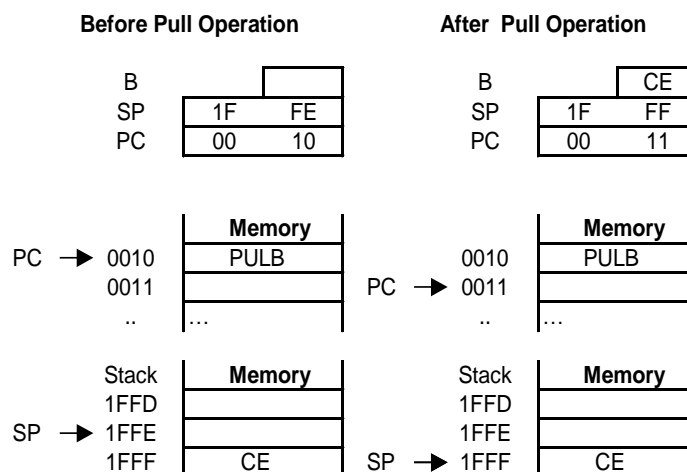 Before Pull Operation After Pull Operation
B B CE
SP 1F FE SP 1F FF
PC 00 10 PC 00 11
Memory Memory
PC 0010 PULB 0010 PULB
0011 PC 0011
.. … .. …
Stack Memory Stack Memory
1FFD 1FFD
SP 1FFE 1FFE
1FFF CE SP 1FFF CE